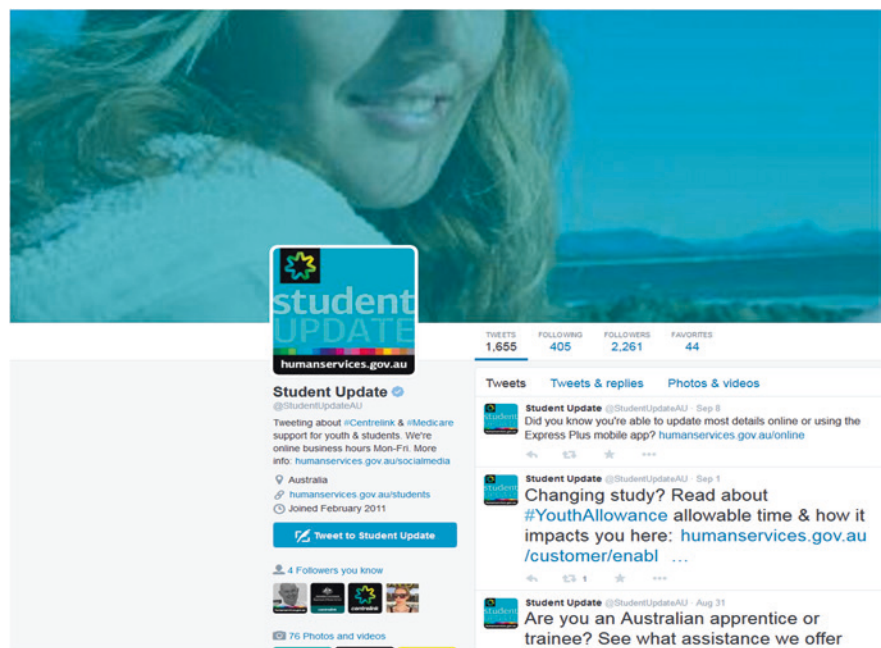 student
UPDATE
humanservices.gov.au
Student Update
@StudentUpdateAU
Tweeting about #Centrelink & #Medicare
support for youth & students. We're
online business hours Mon-Fri. More
info: humanservices.gov.au/socialmedia
Australia
humanservices.gov.au/students
Joined February 2011
Tweet to Student Update
4 Followers you know
centrelink
76 Photos and videos
TWEETS FOLLOWING FOLLOWERS FAVORITES
1,655 405 2,261 44
Tweets Tweets & replies Photos & videos
Student Update @StudentUpdateAU · Sep 8
Did you know you're able to update most details online or using the
Express Plus mobile app? humanservices.gov.au/online
Student Update @StudentUpdateAU · Sep 1
Changing study? Read about
#YouthAllowance allowable time & how it
impacts you here: humanservices.gov.au
/customer/enabl ...
1
Student Update @StudentUpdateAU · Aug 31
Are you an Australian apprentice or
trainee? See what assistance we offer